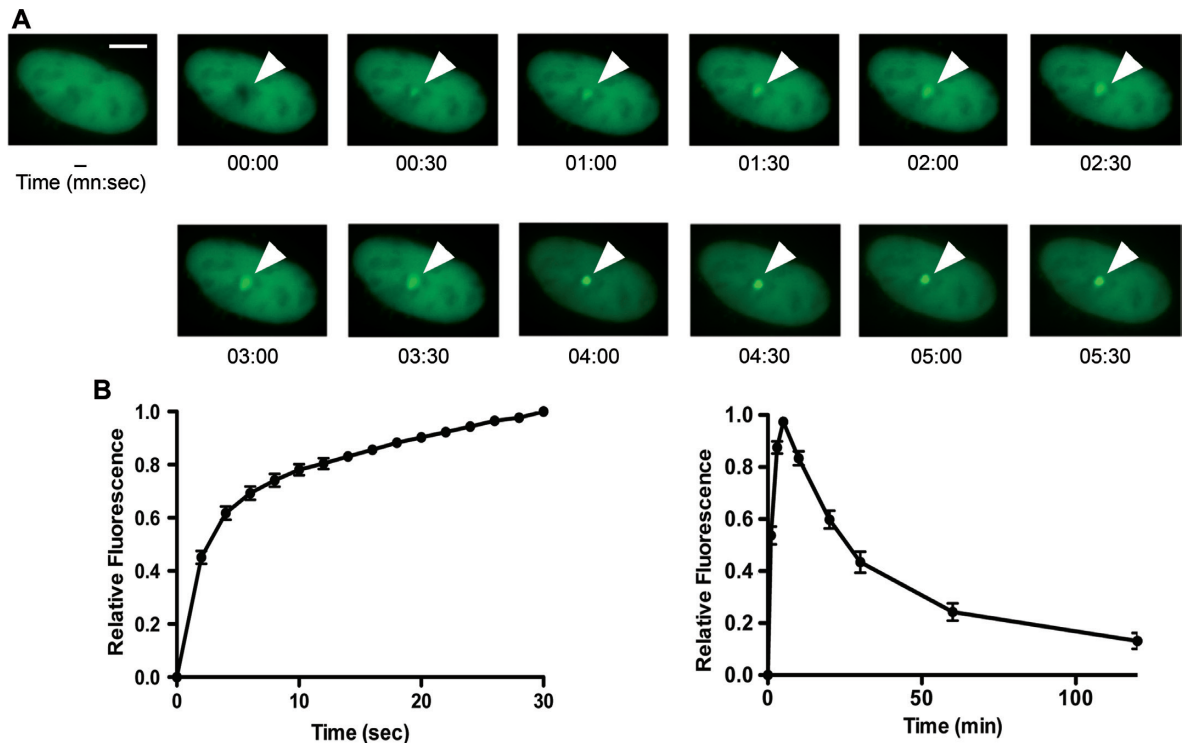 A
Time (mn:sec)
00:00 00:30 01:00 01:30 02:00 02:30
03:00 03:30 04:00 04:30 05:00 05:30
B
Relative Fluorescence
1.0
0.8
0.6
0.4
0.2
0.0
0 10 20 30
Time (sec)
Relative Fluorescence
1.0
0.8
0.6
0.4
0.2
0.0
0 50 100
Time (min)